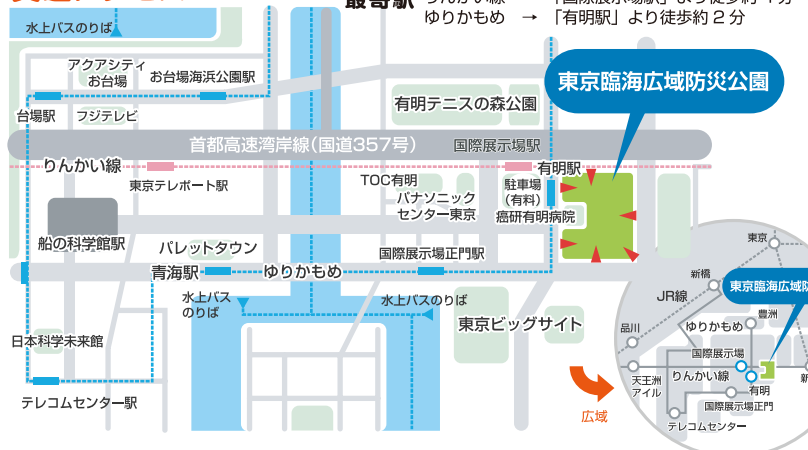 最寄駅
ゆりかもめ → 「有明駅」より徒歩約2分
水上バスのりば
アクアシティ
お台場
お台場海浜公園駅
台場駅
フジテレビ
有明テニスの森公園
東京臨海広域防災公園
首都高速湾岸線(国道357号)
国際展示場駅
りんかい線
有明駅
東京テレポート駅
TOC有明
パナソニック
センター東京
駐車場
(有料)
癌研有明病院
船の科学館駅
パレットタウン
青海駅
ゆりかもめ
国際展示場正門駅
水上バス
のりば
水上バスのりば
東京ビッグサイト
日本科学未来館
テレコムセンター駅
広域
東京
新橋
JR線
東京臨海広域防
品川
ゆりかもめ
豊洲
国際展示場
りんかい線
天王洲
アイル
有明
国際展示場正門
テレコムセンター
新